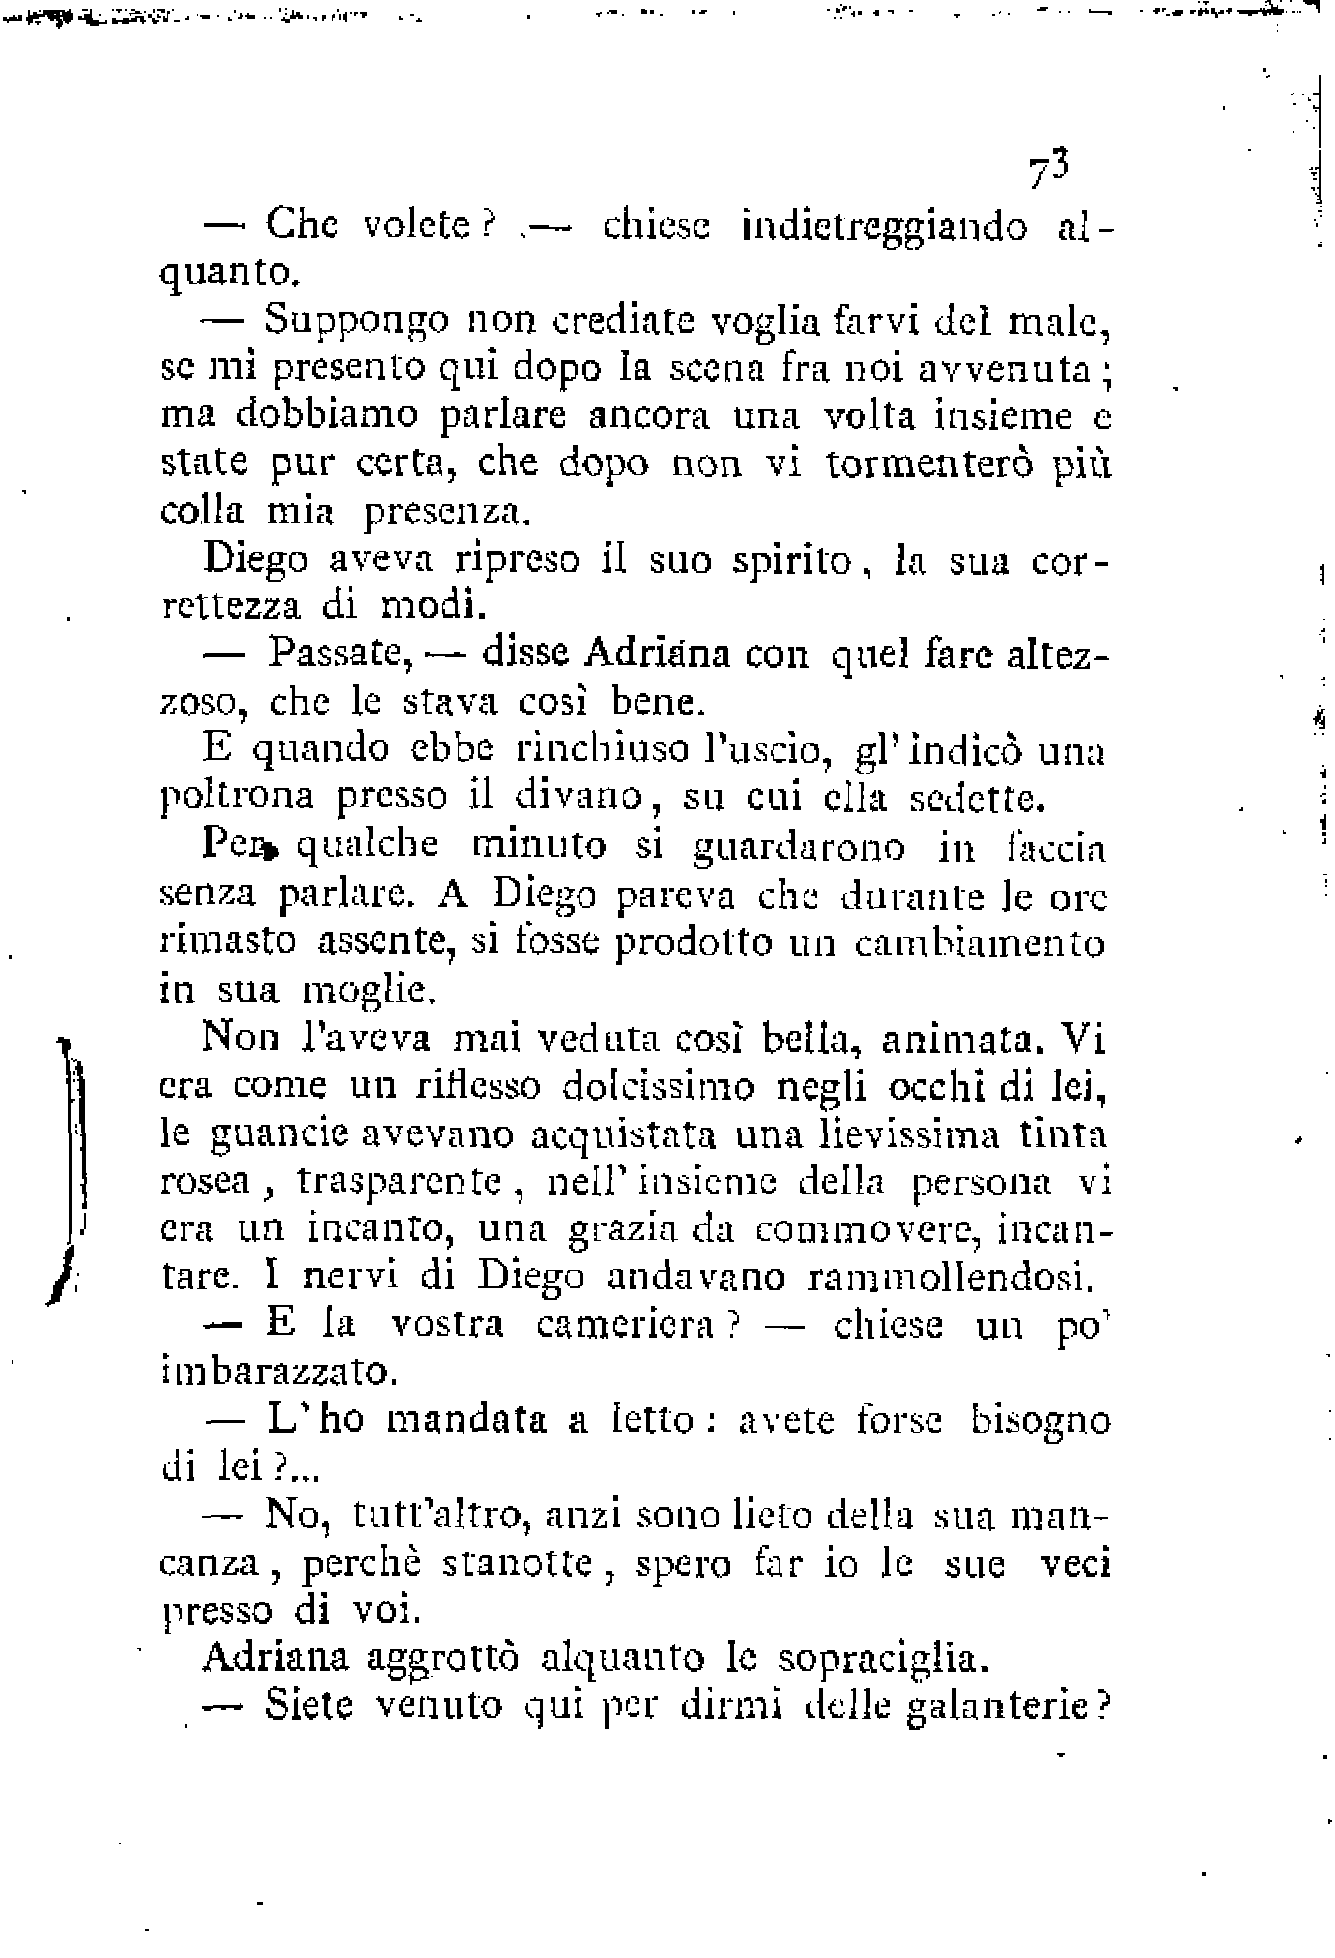 73
— Che volete? — chiese indietreggiando al-
quanto.
— Suppongo non crediate voglia farvi del male,
se mi presento qui dopo la scena fra noi avvenuta;
ma dobbiamo parlare ancora una volta insieme e
state pur certa, che dopo non vi tormenterò più
colla mia presenza.
Diego aveva ripreso il suo spirito, la sua cor-
rettezza di modi.
— Passate, — disse Adriana con quel fare altez-
zoso, che le stava così bene.
E quando ebbe rinchiuso l'uscio, gl'indicò una
poltrona presso il divano, su cui ella sedette.
Per qualche minuto si guardarono in faccia
senza parlare. A Diego pareva che durante le ore
rimasto assente, si fosse prodotto un cambiamento
in sua moglie.
Non l'aveva mai veduta così bella, animata. Vi
era come un riflesso dolcissimo negli occhi di lei,
le guancie avevano acquistata una lievissima tinta
rosea, trasparente, nell'insieme della persona vi
era un incanto, una grazia da commovere, incan-
tare. I nervi di Diego andavano rammollendosi.
— E la vostra cameriera? — chiese un po'
imbarazzato.
— L'ho mandata a letto: avete forse bisogno
di lei?...
— No, tutt'altro, anzi sono lieto della sua man-
canza, perchè stanotte, spero far io le sue veci
presso di voi.
Adriana aggrottò alquanto le sopraciglia.
— Siete venuto qui per dirmi delle galanterie?